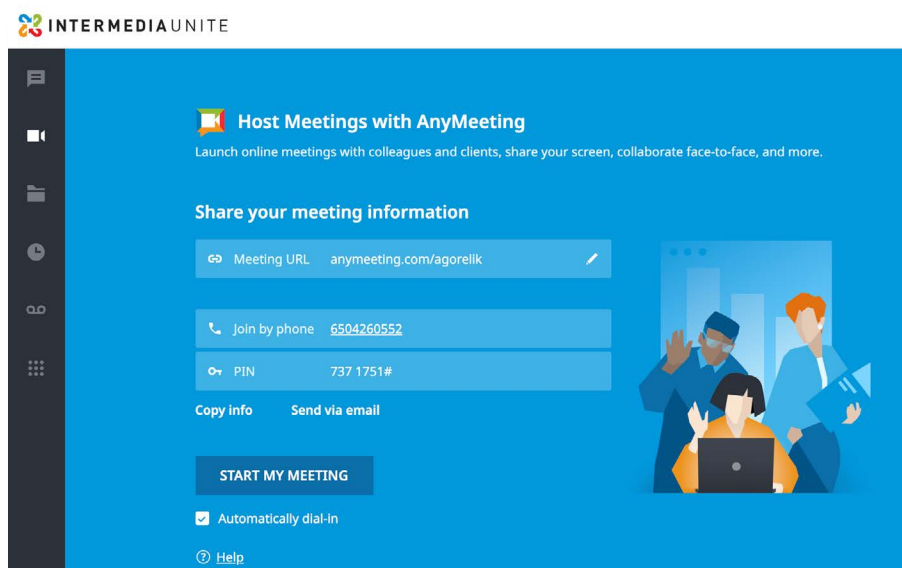 INTERMEDIA UNITE
Host Meetings with AnyMeeting
Launch online meetings with colleagues and clients, share your screen, collaborate face-to-face, and more.
Share your meeting information
Meeting URL anymeeting.com/agorelik
Join by phone 6504260552
PIN 737 1751#
Copy info Send via email
START MY MEETING
Automatically dial-in
Help